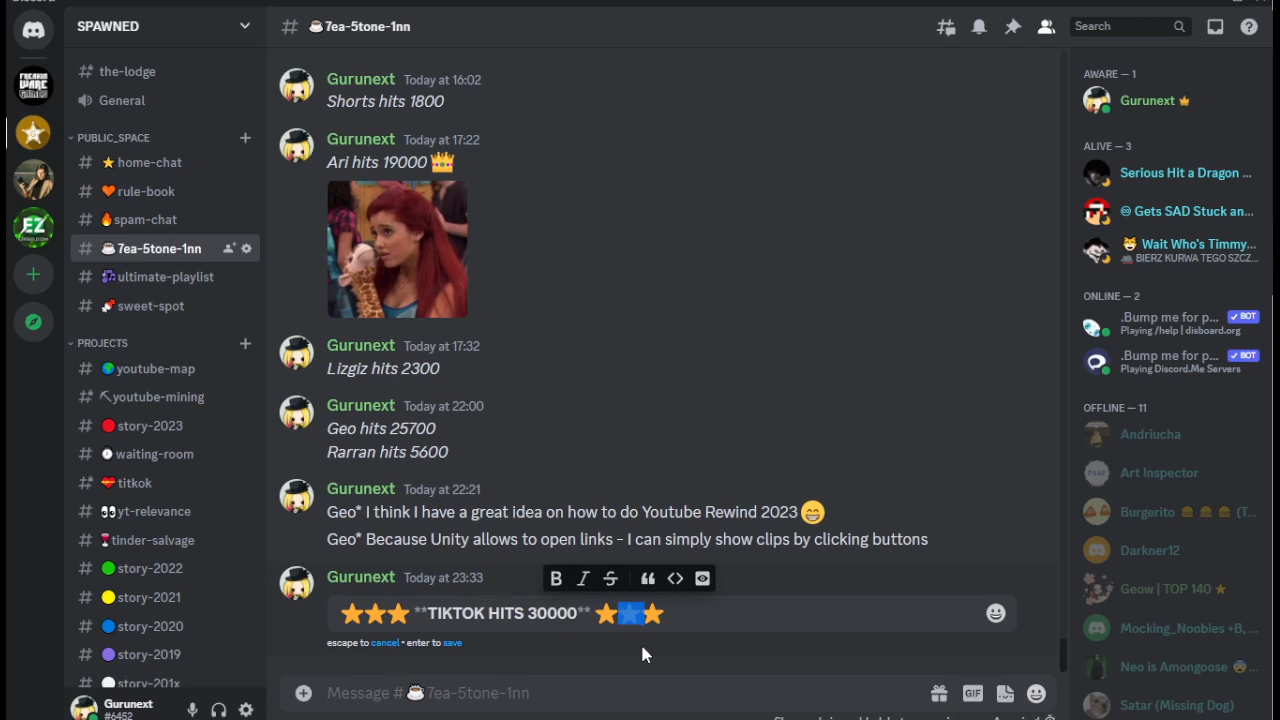 SPAWNED
the-lodge
General
PUBLIC_SPACE
⭐home-chat
❤️rule-book
🔥spam-chat
☕7ea-5tone-1nn
🎶ultimate-playlist
sweet-spot
PROJECTS
🌍youtube-map
⛏youtube-mining
🔴story-2023
waiting-room
titkok
👀yt-relevance
🍷tinder-salvage
🟢story-2022
🟡story-2021
🔵story-2020
🟣story-2019
⚪story-201x
Gurunext
#6452
☕7ea-5tone-1nn
Search
Gurunext Today at 16:02
Shorts hits 1800
Gurunext Today at 17:22
Ari hits 19000 👑
Gurunext Today at 17:32
Lizgiz hits 2300
Gurunext Today at 22:00
Geo hits 25700
Rarran hits 5600
Gurunext Today at 22:21
Geo* I think I have a great idea on how to do Youtube Rewind 2023 😁
Geo* Because Unity allows to open links - I can simply show clips by clicking buttons
Gurunext Today at 23:33
⭐⭐⭐ **TIKTOK HITS 30000** ⭐⭐⭐
escape to cancel • enter to save
Message #☕7ea-5tone-1nn
GIF
AWARE — 1
Gurunext
ALIVE — 3
Serious Hit a Dragon ...
♾ Gets SAD Stuck an...
Wait Who's Timmy...
BIERZ KURWA TEGO SZCZ...
ONLINE — 2
.Bump me for p... ✓ BOT
Playing /help | disboard.org
.Bump me for p... ✓ BOT
Playing Discord.Me Servers
OFFLINE — 11
Andriucha
Art Inspector
Burgerito 🍔 🍔 🍔 (T...
Darkner12
Geow | TOP 140 ⭐
Mocking_Noobies +B, ...
Neo is Amongoose 😨 ...
Satar (Missing Dog)